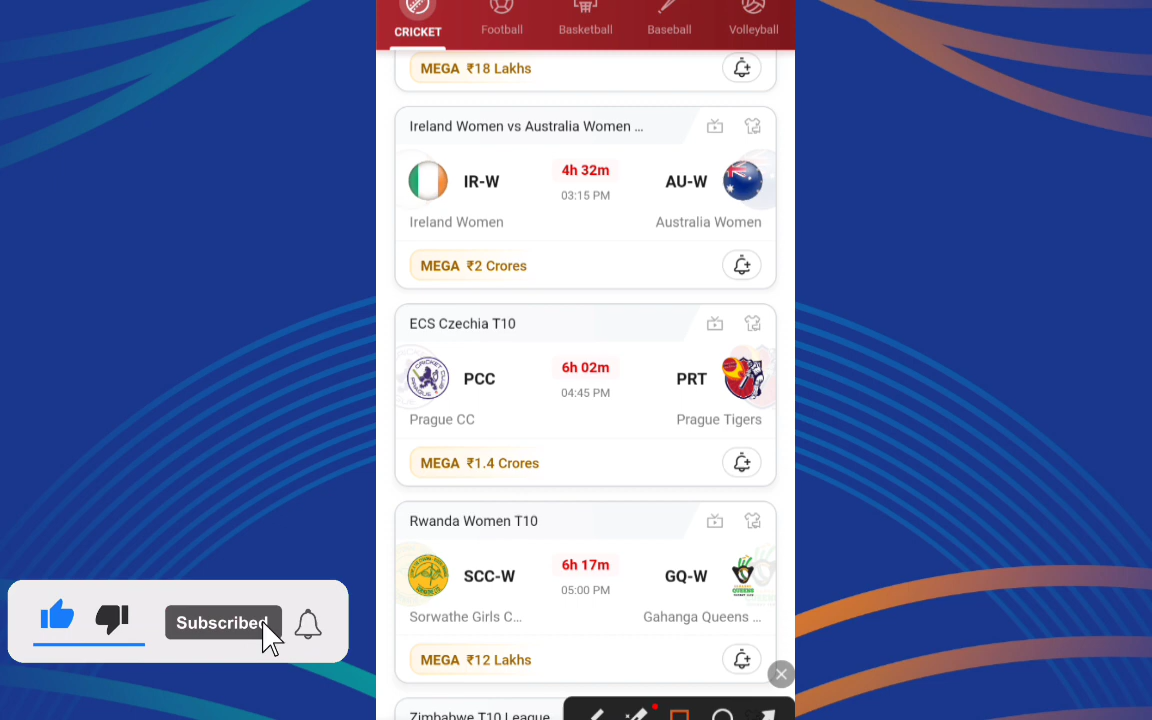 CRICKET
Football
Basketball
Baseball
Volleyball
MEGA ₹18 Lakhs
Ireland Women vs Australia Women ...
IR-W
4h 32m
AU-W
03:15 PM
Ireland Women
Australia Women
MEGA ₹2 Crores
ECS Czechia T10
PCC
6h 02m
PRT
04:45 PM
Prague CC
Prague Tigers
MEGA ₹1.4 Crores
Rwanda Women T10
SCC-W
6h 17m
GQ-W
05:00 PM
Sorwathe Girls C...
Gahanga Queens ...
MEGA ₹12 Lakhs
Zimbabwe T10 League
Subscribed